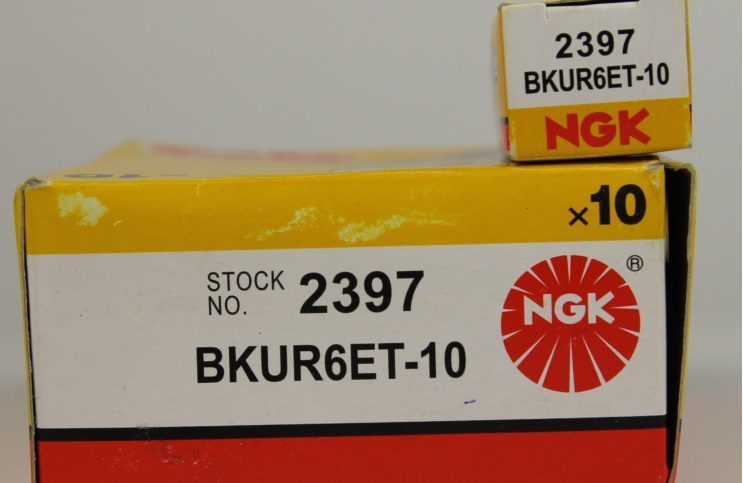 2397
BKUR6ET-10
NGK
×10
STOCK NO. 2397
BKUR6ET-10
NGK
®